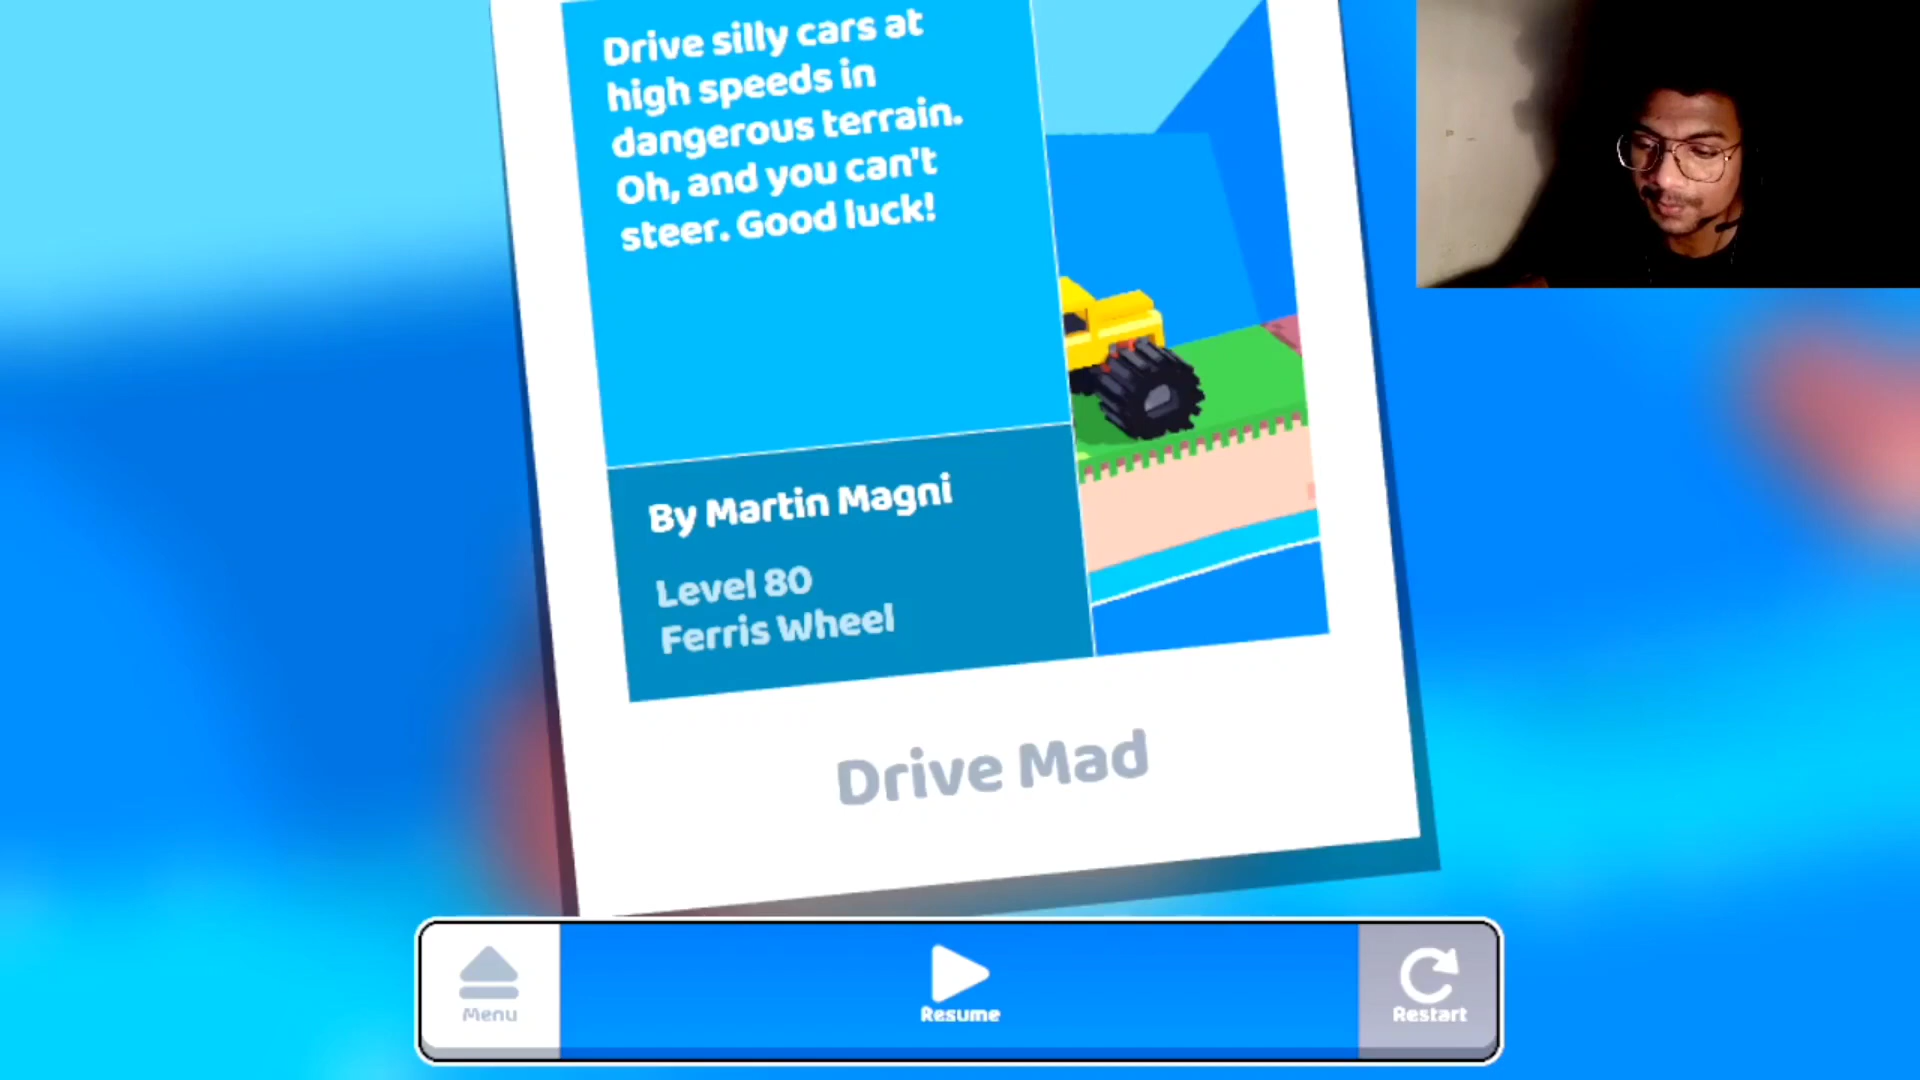 Drive silly cars at
high speeds in
dangerous terrain.
Oh, and you can't
steer. Good luck!
By Martin Magni
Level 80
Ferris Wheel
Drive Mad
Menu
Resume
Restart